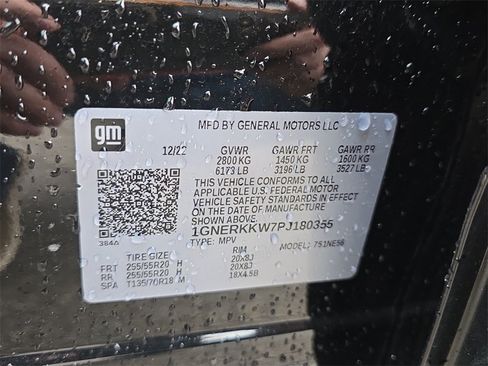 gm
MFD BY GENERAL MOTORS LLC
12/22 GVWR GAWR FRT GAWR RR
2800 KG 1450 KG 1600 KG
6173 LB 3196 LB 3527 LB
THIS VEHICLE CONFORMS TO ALL
APPLICABLE U.S. FEDERAL MOTOR
VEHICLE SAFETY STANDARDS IN EFFECT
ON THE DATE OF MANUFACTURE
SHOWN ABOVE.
1GNERKKW7PJ180355
TYPE: MPV MODEL: 751NE56
3844
TIRE SIZE RIM
FRT 255/55R20 H 20X8J
RR 255/55R20 H 20X8J
SPA T135/70R18 M 18X4.5B